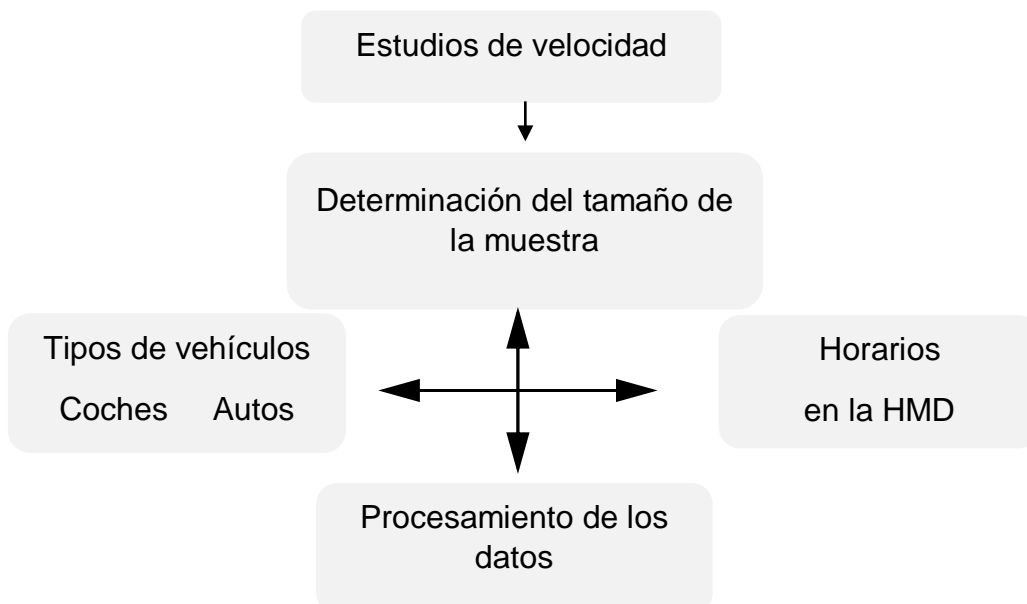 Estudios de velocidad
Determinación del tamaño de
la muestra
Tipos de vehículos
Coches Autos
Horarios
en la HMD
Procesamiento de los
datos